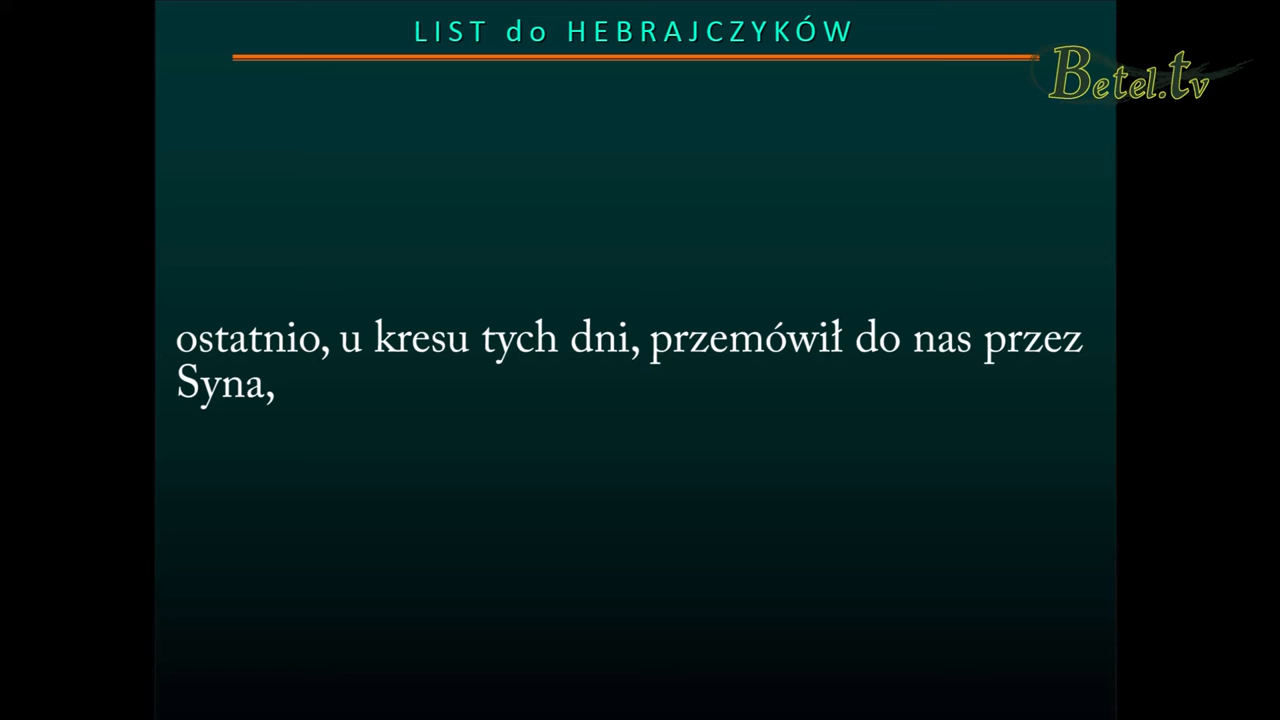 LIST do HEBRAJCZYKÓW
Betel.tv
ostatnio, u kresu tych dni, przemówił do nas przez
Syna,